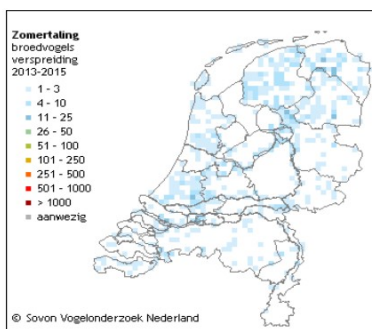 Zomertaling
broedvogels
verspreiding
2013-2015
1 - 3
4 - 10
11 - 25
26 - 50
51 - 100
101 - 250
251 - 500
501 - 1000
> 1000
aanwezig
© Sovon Vogelonderzoek Nederland